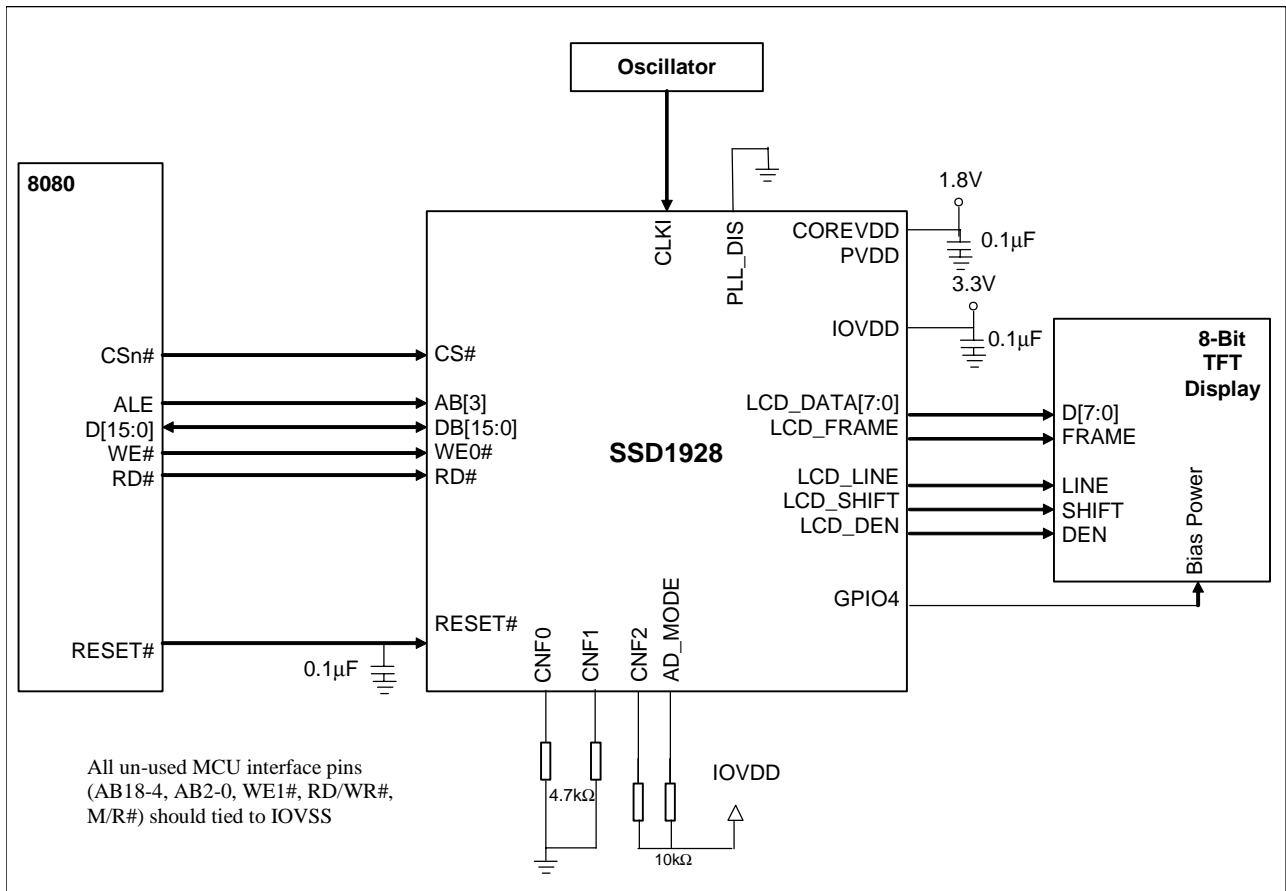 Oscillator
8080
CLKI
PLL_DIS
1.8V
COREVDD
PVDD
0.1µF
3.3V
IOVDD
0.1µF
8-Bit
TFT
Display
CSn#
CS#
ALE
AB[3]
D[15:0]
DB[15:0]
WE#
WE0#
RD#
RD#
SSD1928
LCD_DATA[7:0]
D[7:0]
LCD_FRAME
FRAME
LCD_LINE
LINE
LCD_SHIFT
SHIFT
LCD_DEN
DEN
Bias Power
GPIO4
RESET#
RESET#
0.1µF
CNF0
CNF1
CNF2
AD_MODE
4.7kΩ
IOVDD
10kΩ
All un-used MCU interface pins
(AB18-4, AB2-0, WE1#, RD/WR#,
M/R#) should tied to IOVSS